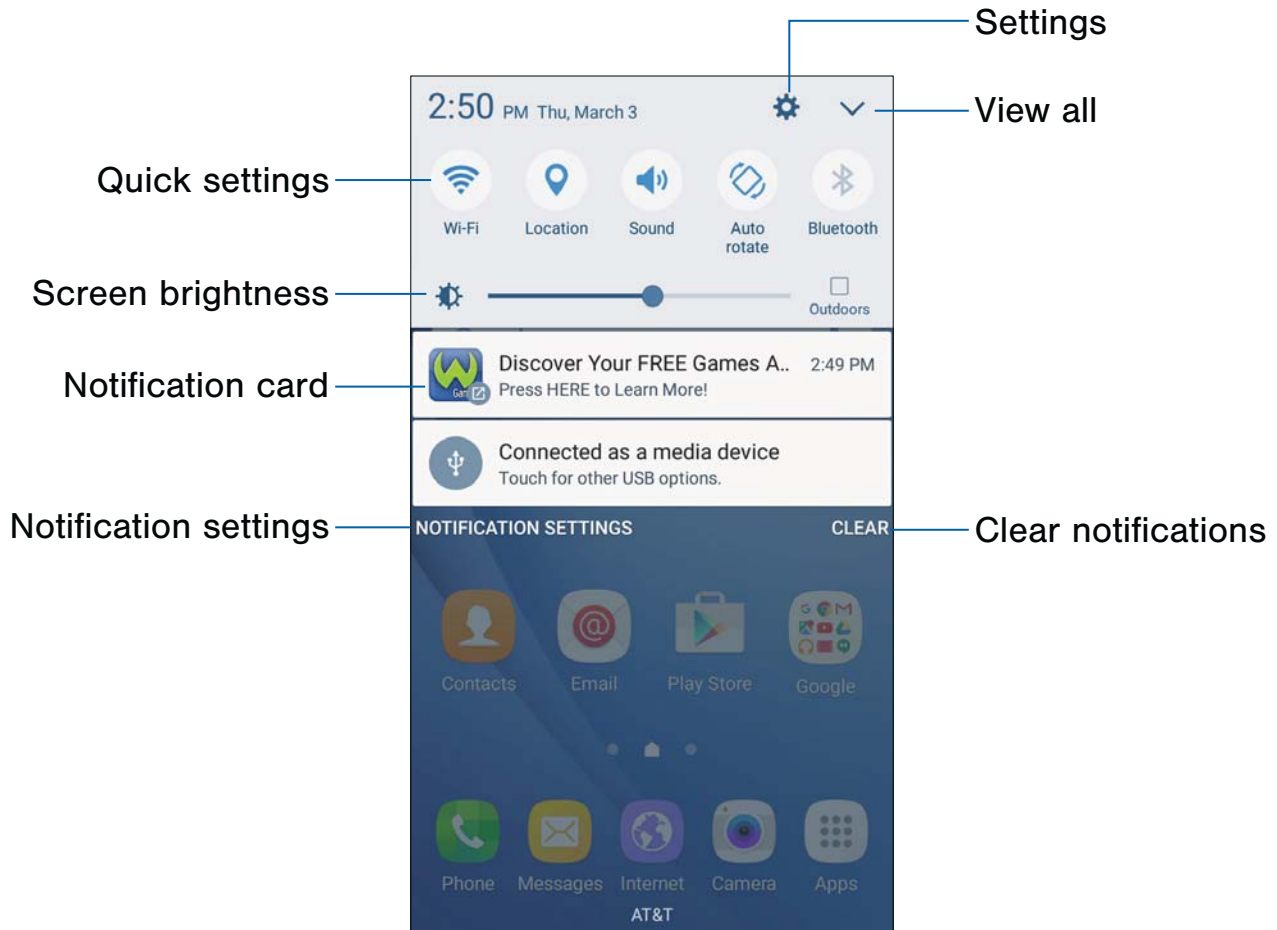 Settings
2:50 PM Thu, March 3
View all
Quick settings
Wi-Fi
Location
Sound
Auto
rotate
Bluetooth
Screen brightness
Outdoors
Notification card
Discover Your FREE Games A.. 2:49 PM
Press HERE to Learn More!
Connected as a media device
Touch for other USB options.
Notification settings
NOTIFICATION SETTINGS
CLEAR
Clear notifications
Contacts
Email
Play Store
Google
Phone
Messages
Internet
Camera
Apps
AT&T